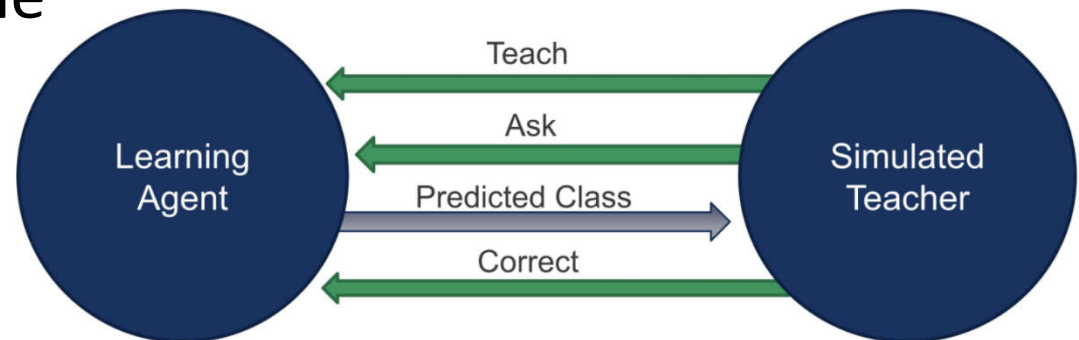 Teach
Ask
Predicted Class
Correct
Learning
Agent
Simulated
Teacher